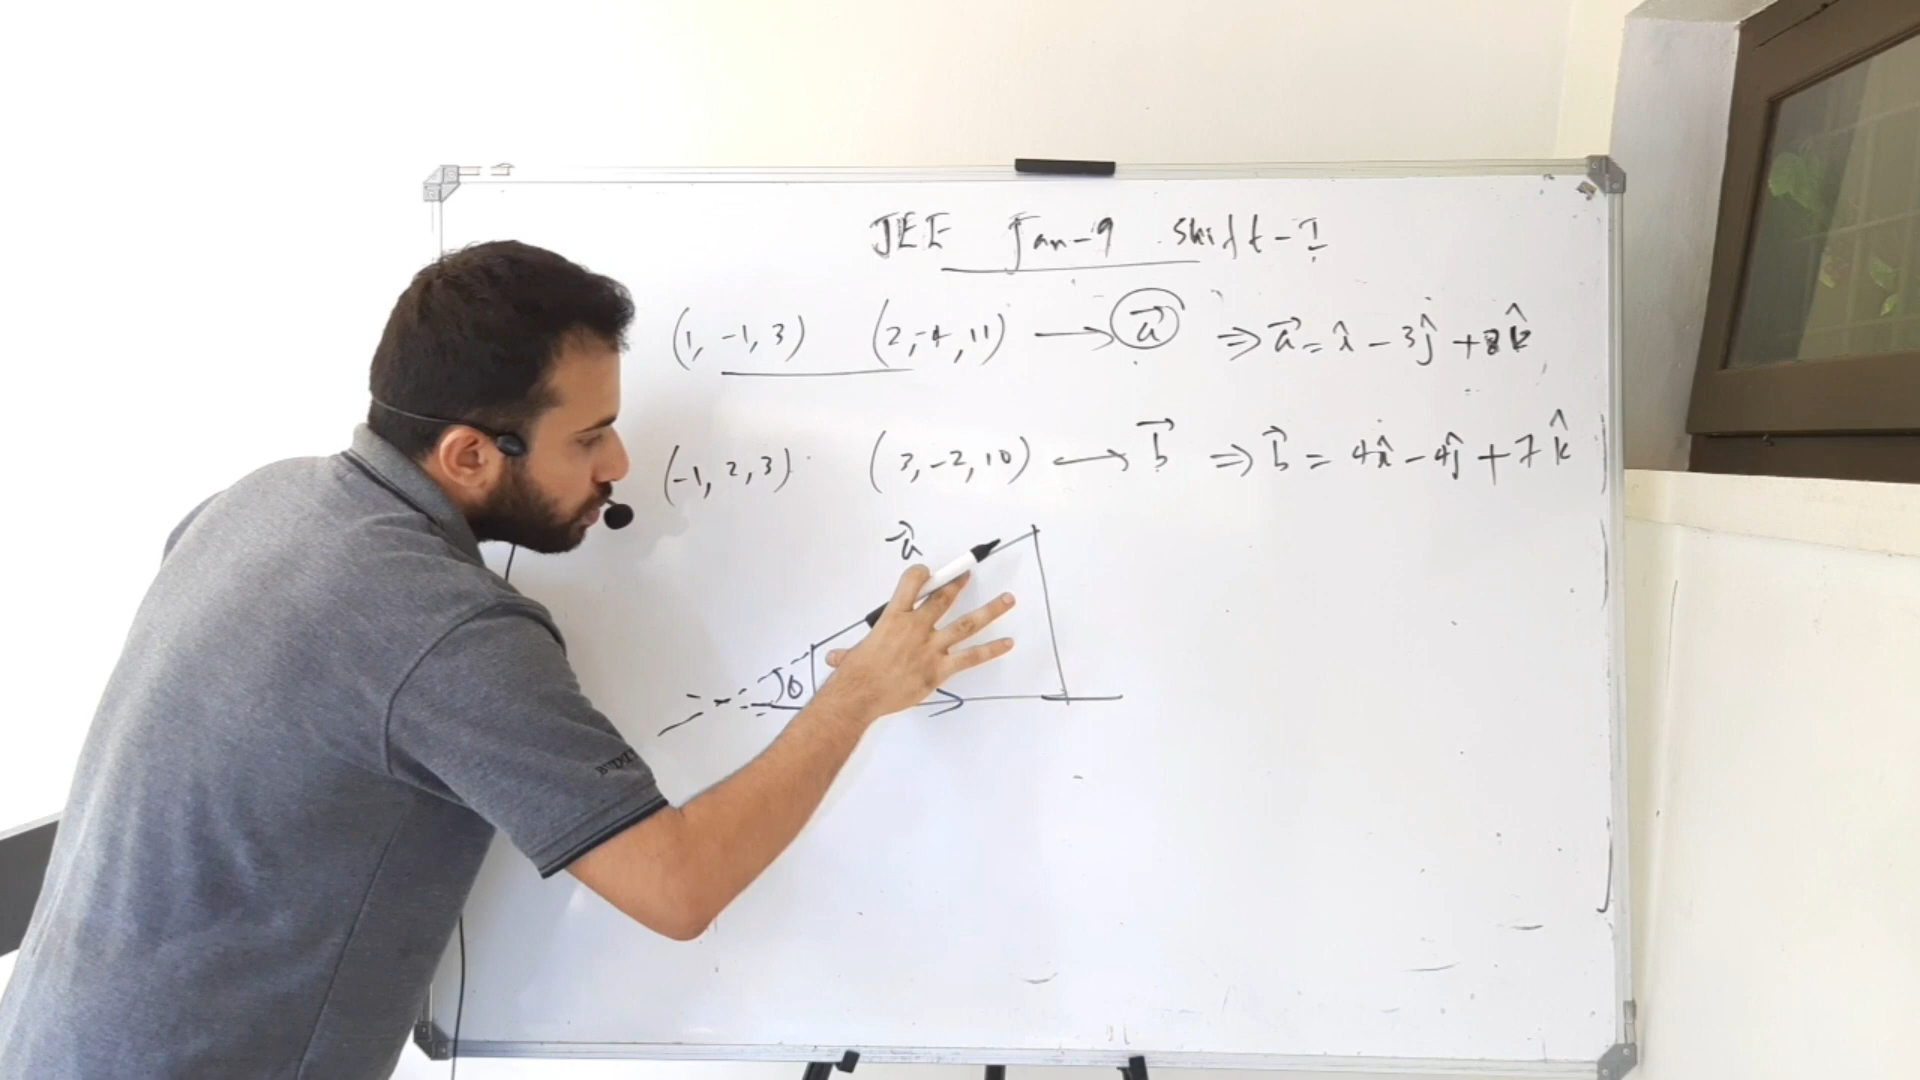 JEE Jan-9 Shift-I
(1, -1, 3) (2, -4, 11) → a⃗ ⇒ a⃗ = î - 3ĵ + 8k̂
(-1, 2, 3) (3, -2, 10) → b⃗ ⇒ b⃗ = 4î - 4ĵ + 7k̂
a⃗
θ